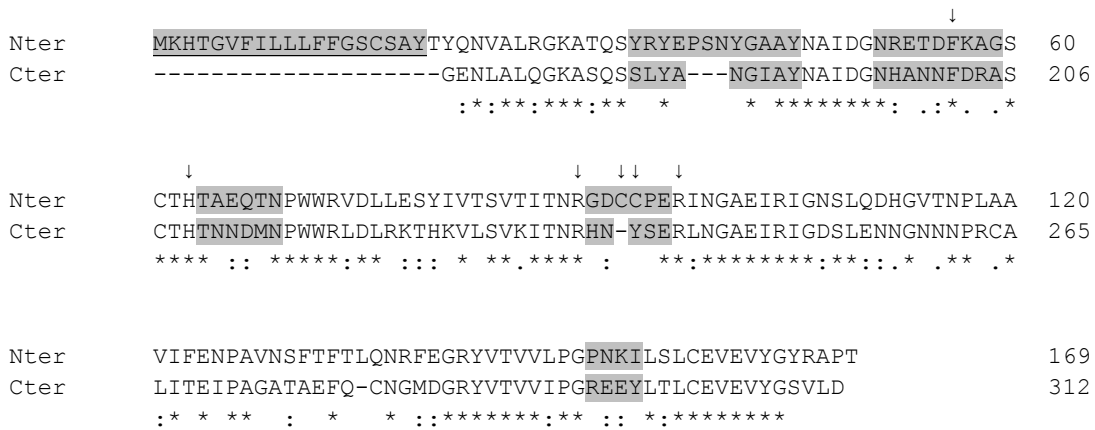 ↓
Nter MKHTGVFILLLFFGSCSAYTYQNVALRGKATQSYRYEPSNYGAAYNAIDGNRETDFKAGS 60
Cter --------------------GENLALQGKASQSSLYA---NGIAYNAIDGNHANNFDRAS 206
:*:**:***:** * * ********: .:*. .*
↓ ↓ ↓↓ ↓
Nter CTHTAEQTNPWWRVDLLESYIVTSVTITNRGDCCPERINGAEIRIGNSLQDHGVTNPLAA 120
Cter CTHTNNDMNPWWRLDLRKTHKVLSVKITNRHN-YSERLNGAEIRIGDSLENNGNNNPRCA 265
**** :: *****:** ::: * **.**** : **:********:**::.* .** .*
Nter VIFENPAVNSFTFTLQNRFEGRYVTVVLPGPNKILSLCEVEVYGYRAPT 169
Cter LITEIPAGATAEFQ-CNGMDGRYVTVVIPGREEYLTLCEVEVYGSVLD 312
:* * ** : * * ::*******:** :: *:********